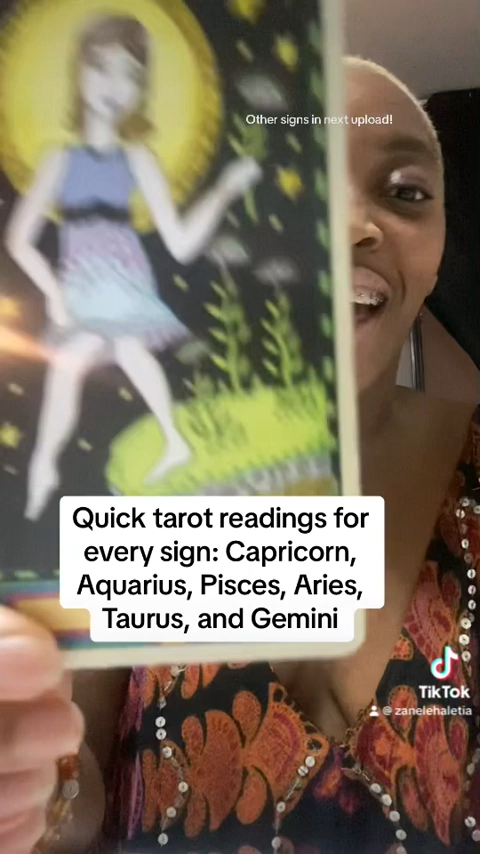 Other signs in next upload!
Quick tarot readings for
every sign: Capricorn,
Aquarius, Pisces, Aries,
Taurus, and Gemini
TikTok
@zanelehaletia